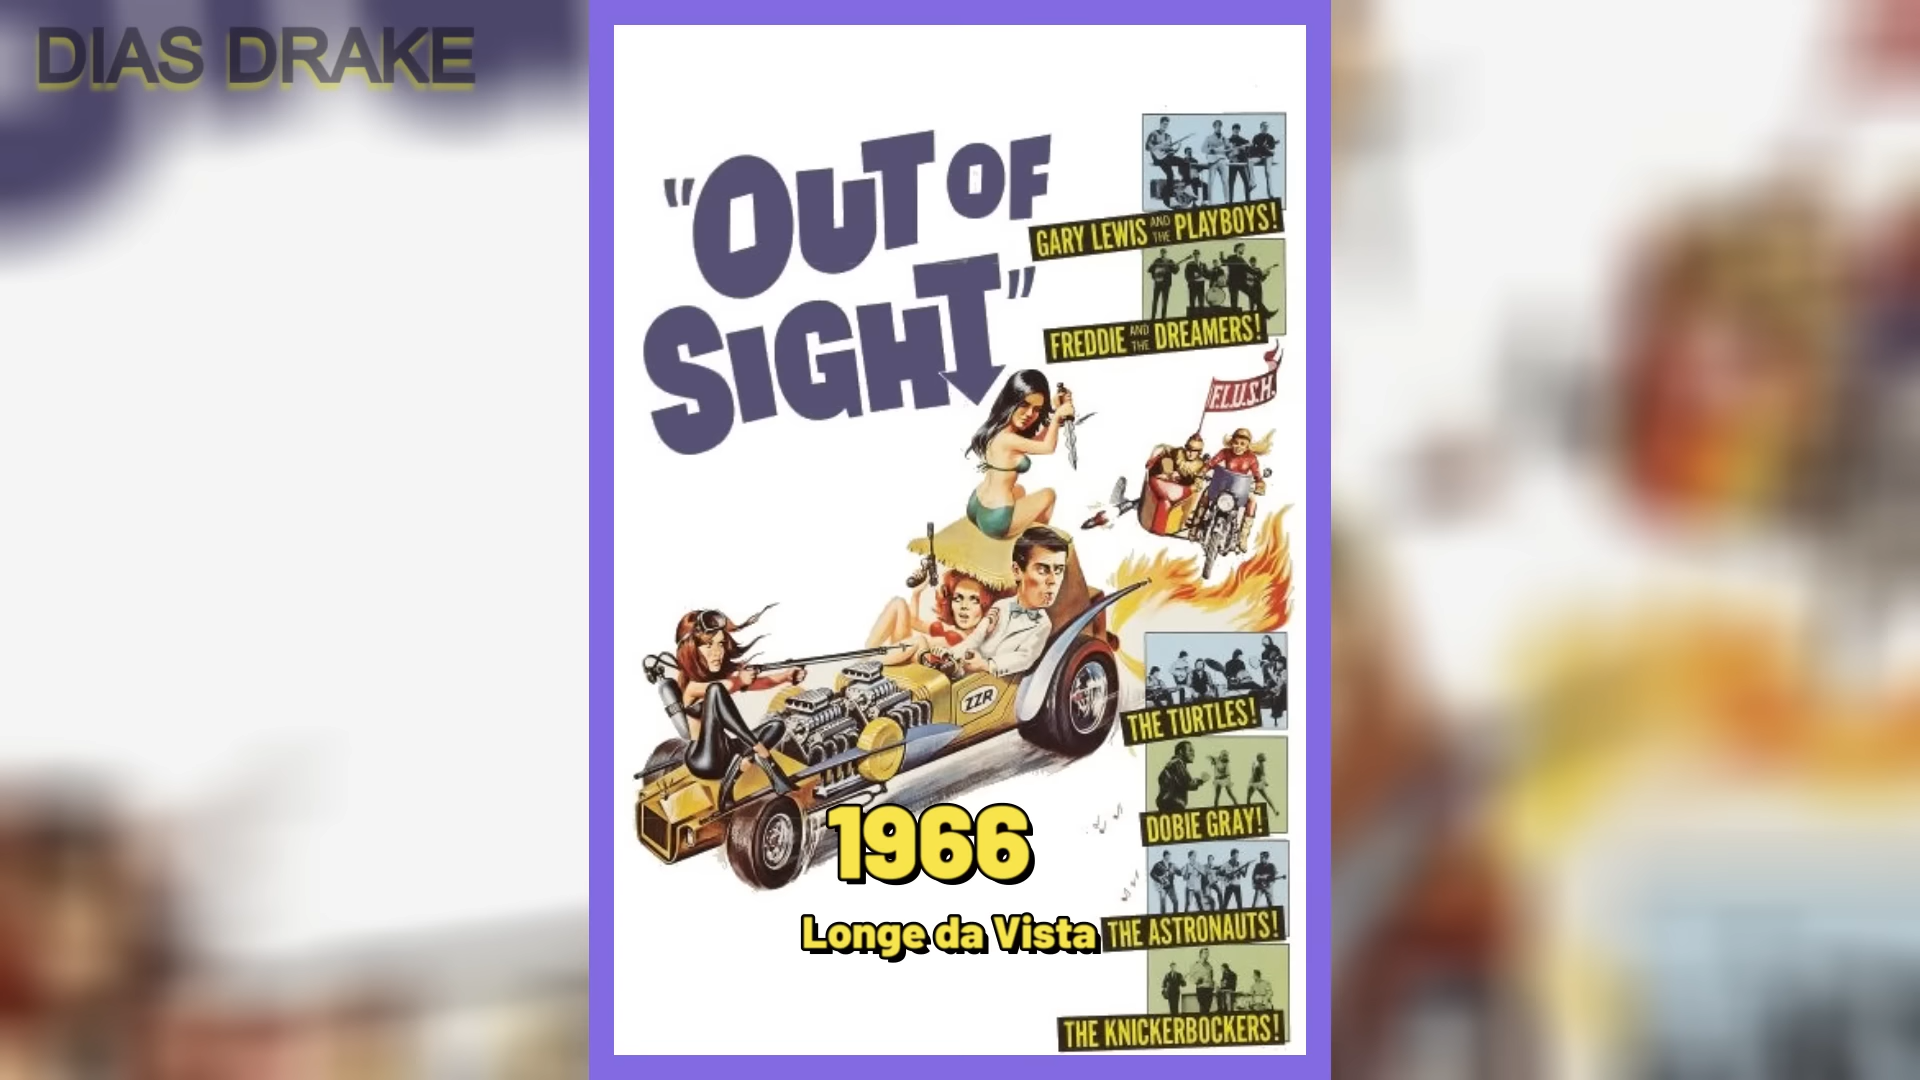 DIAS DRAKE
"OUT OF
SIGHT"
GARY LEWIS AND THE PLAYBOYS!
FREDDIE AND THE DREAMERS!
F.L.U.S.H.
ZZR
THE TURTLES!
DOBIE GRAY!
1966
Longe da Vista
THE ASTRONAUTS!
THE KNICKERBOCKERS!